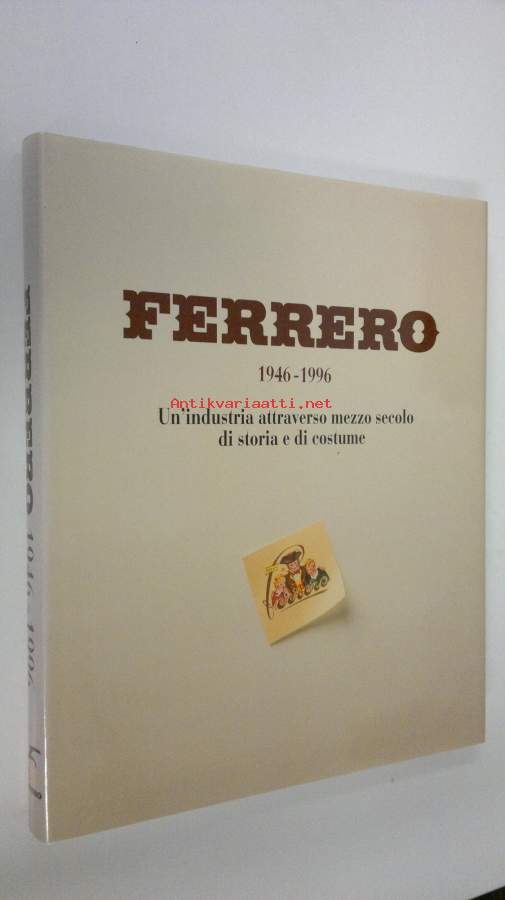 FERRERO
1946-1996
Antikvariaatti.net
Un'industria attraverso mezzo secolo
di storia e di costume
FERRERO 1946-1996